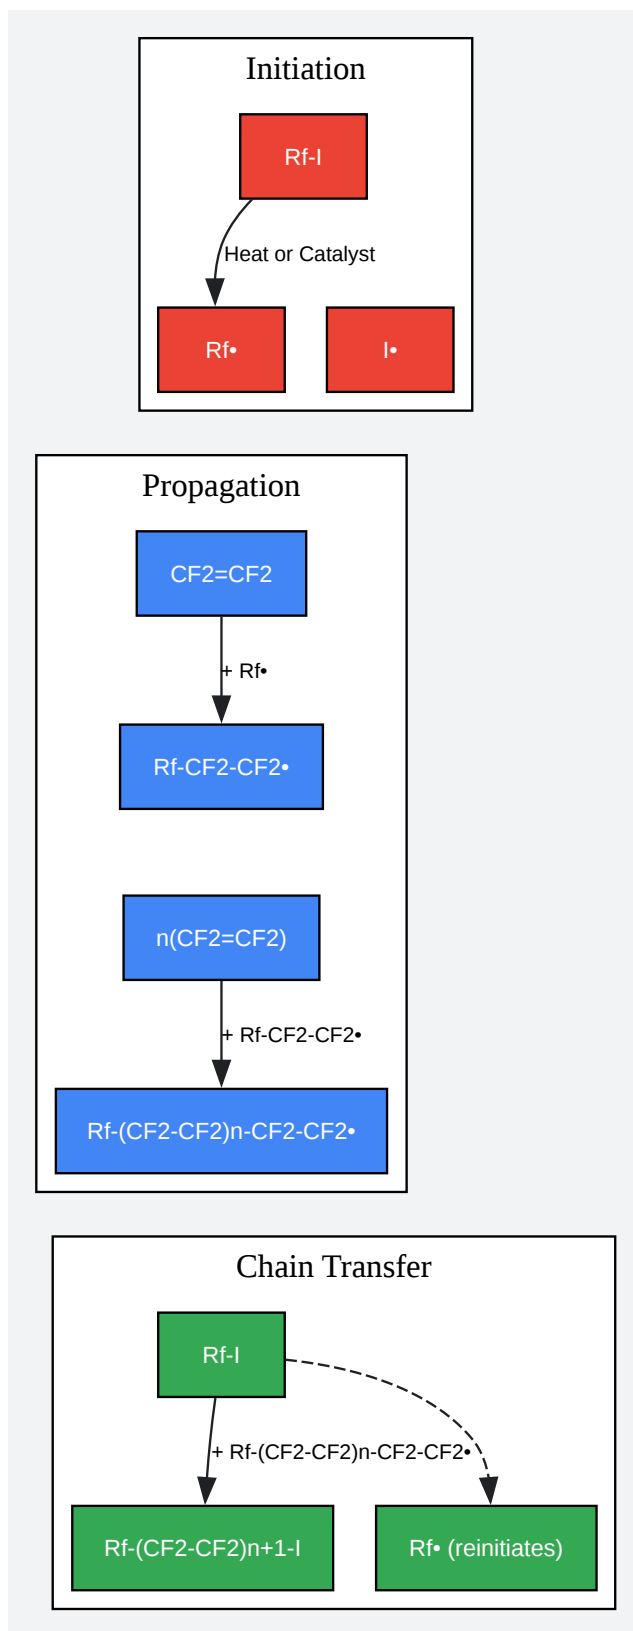 Initiation
Rf-I
Heat or Catalyst
Rf•
I•
Propagation
CF2=CF2
+ Rf•
Rf-CF2-CF2•
n(CF2=CF2)
+ Rf-CF2-CF2•
Rf-(CF2-CF2)n-CF2-CF2•
Chain Transfer
Rf-I
+ Rf-(CF2-CF2)n-CF2-CF2•
Rf-(CF2-CF2)n+1-I
Rf• (reinitiates)